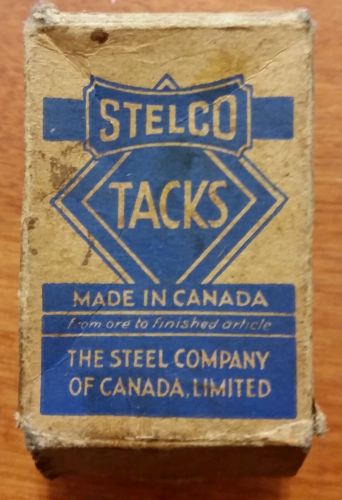 STELCO
TACKS
MADE IN CANADA
from ore to finished article
THE STEEL COMPANY
OF CANADA, LIMITED